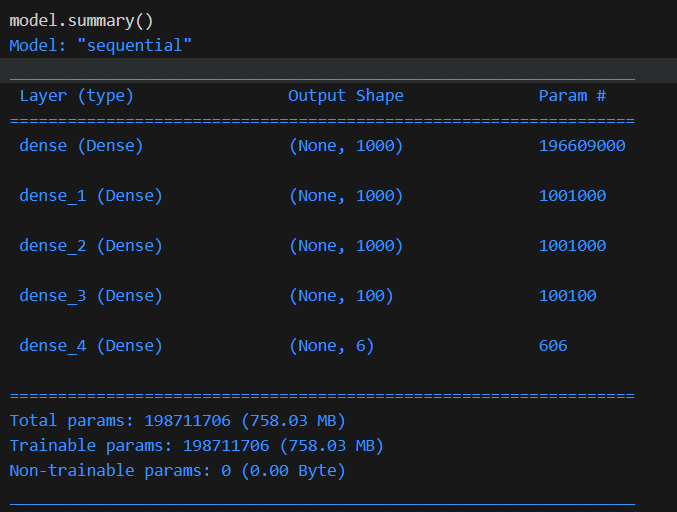 model.summary()
Model: "sequential"
_________________________________________________________________
Layer (type) Output Shape Param #
=================================================================
dense (Dense) (None, 1000) 196609000
dense_1 (Dense) (None, 1000) 1001000
dense_2 (Dense) (None, 1000) 1001000
dense_3 (Dense) (None, 100) 100100
dense_4 (Dense) (None, 6) 606
=================================================================
Total params: 198711706 (758.03 MB)
Trainable params: 198711706 (758.03 MB)
Non-trainable params: 0 (0.00 Byte)
_________________________________________________________________